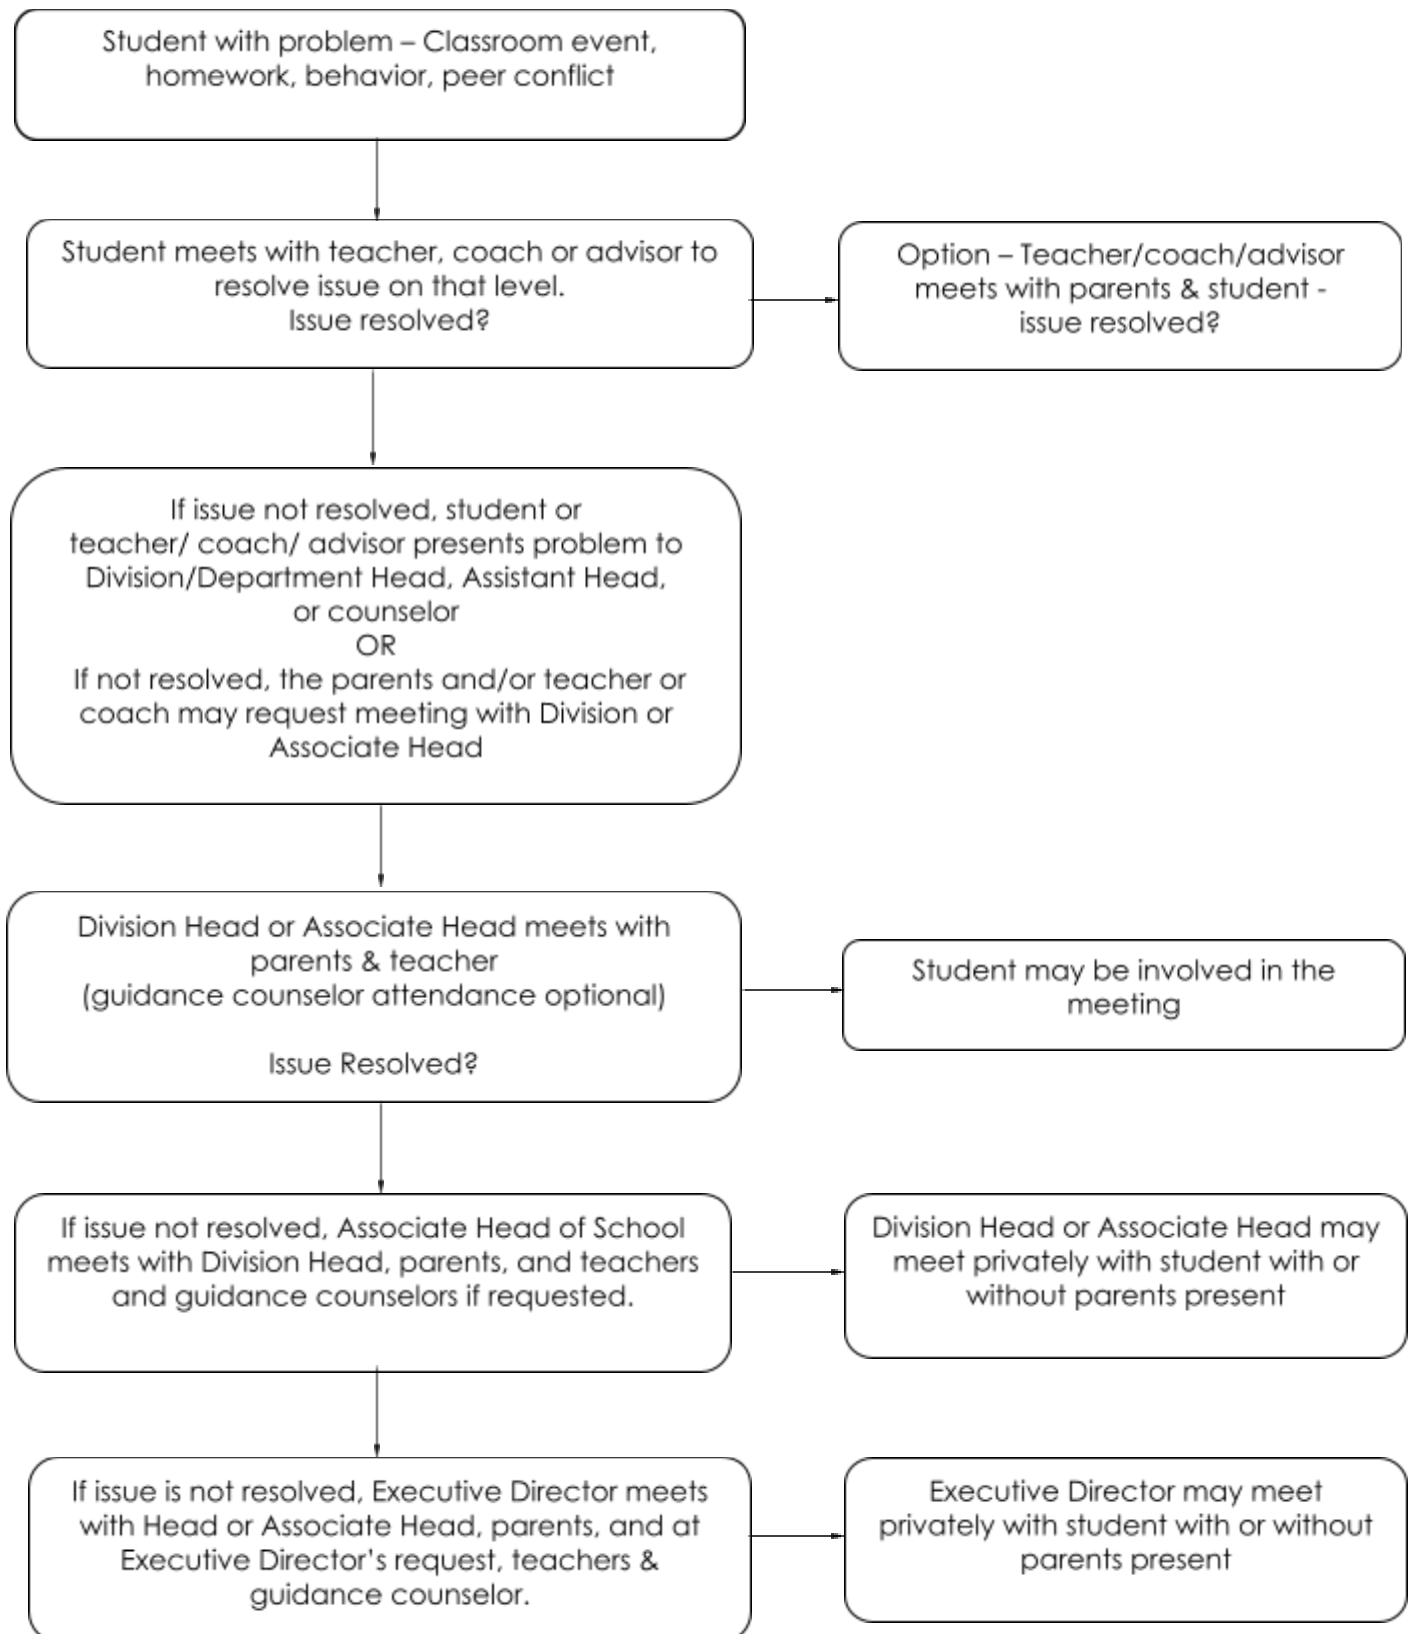 Student with problem – Classroom event,
homework, behavior, peer conflict
Student meets with teacher, coach or advisor to
resolve issue on that level.
Issue resolved?
Option – Teacher/coach/advisor
meets with parents & student -
issue resolved?
If issue not resolved, student or
teacher/ coach/ advisor presents problem to
Division/Department Head, Assistant Head,
or counselor
OR
If not resolved, the parents and/or teacher or
coach may request meeting with Division or
Associate Head
Division Head or Associate Head meets with
parents & teacher
(guidance counselor attendance optional)
Issue Resolved?
Student may be involved in the
meeting
If issue not resolved, Associate Head of School
meets with Division Head, parents, and teachers
and guidance counselors if requested.
Division Head or Associate Head may
meet privately with student with or
without parents present
If issue is not resolved, Executive Director meets
with Head or Associate Head, parents, and at
Executive Director's request, teachers &
guidance counselor.
Executive Director may meet
privately with student with or without
parents present